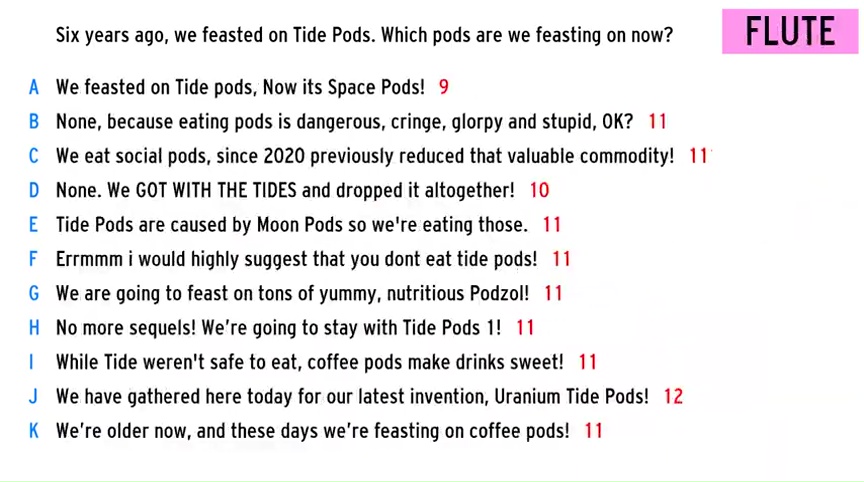 Six years ago, we feasted on Tide Pods. Which pods are we feasting on now?
FLUTE
A We feasted on Tide pods, Now its Space Pods! 9
B None, because eating pods is dangerous, cringe, glorpy and stupid, OK? 11
C We eat social pods, since 2020 previously reduced that valuable commodity! 11
D None. We GOT WITH THE TIDES and dropped it altogether! 10
E Tide Pods are caused by Moon Pods so we're eating those. 11
F Errmmm i would highly suggest that you dont eat tide pods! 11
G We are going to feast on tons of yummy, nutritious Podzol! 11
H No more sequels! We’re going to stay with Tide Pods 1! 11
I While Tide weren't safe to eat, coffee pods make drinks sweet! 11
J We have gathered here today for our latest invention, Uranium Tide Pods! 12
K We’re older now, and these days we’re feasting on coffee pods! 11